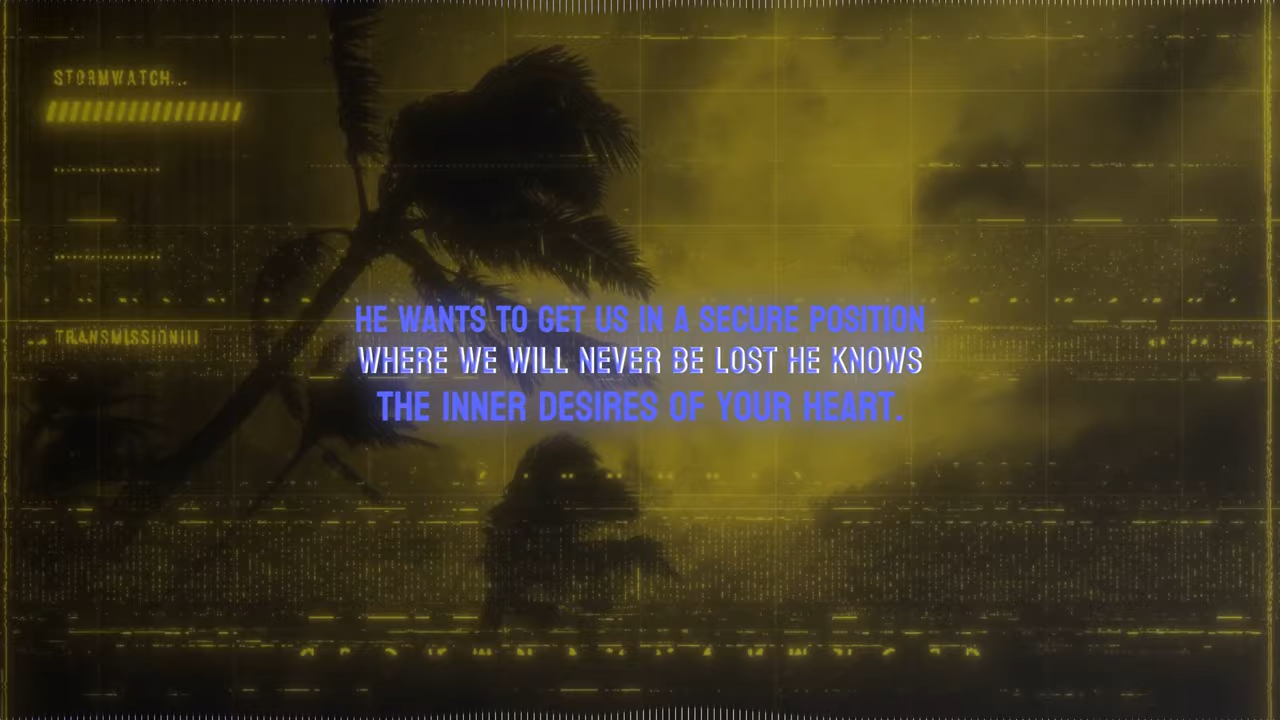 STORMWATCH...
TRANSMISSION|||
HE WANTS TO GET US IN A SECURE POSITION
WHERE WE WILL NEVER BE LOST HE KNOWS
THE INNER DESIRES OF YOUR HEART.